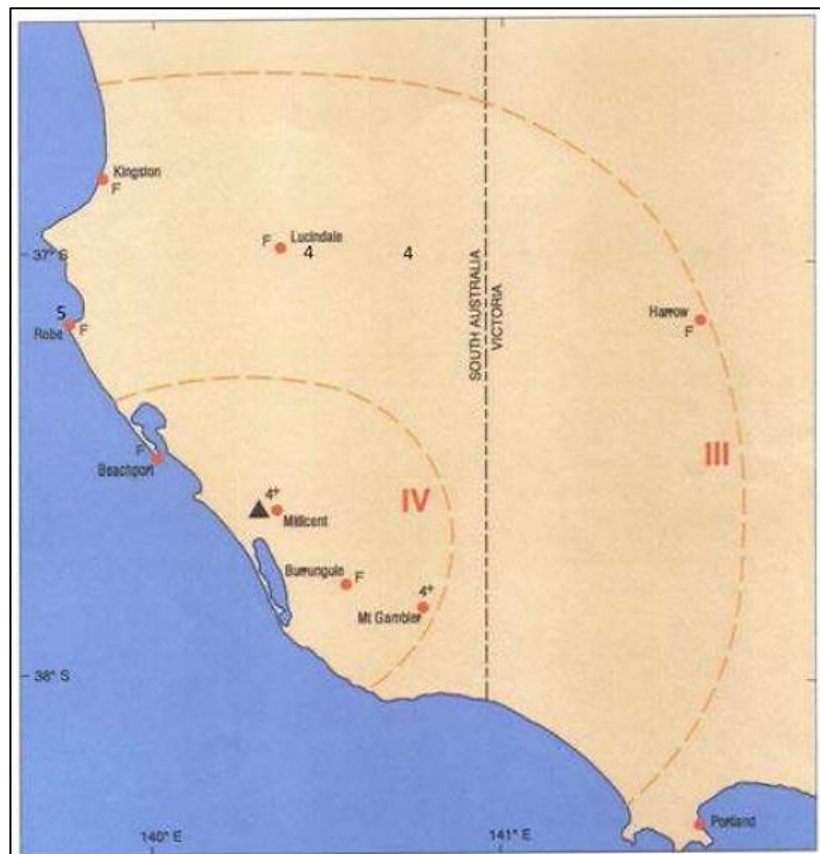 Kingston
F
F
Lucindale
4
4
37° S
SOUTH AUSTRALIA
VICTORIA
5
Robe
F
Harrow
F
F
Beachport
III
IV
4+
Millicent
Burrungule
F
4+
Mt Gambier
38° S
140° E
141° E
Portland